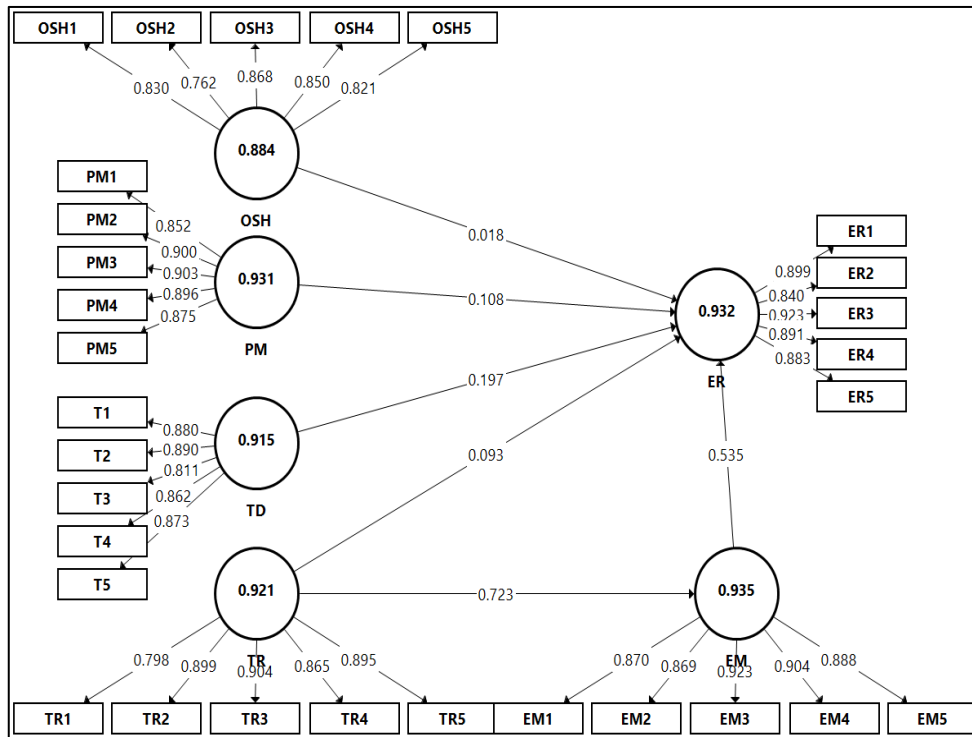 OSH1 OSH2 OSH3 OSH4 OSH5
0.830 0.762 0.868 0.850 0.821
0.884
OSH
PM1
PM2
PM3
PM4
PM5
0.852
0.900
0.903
0.896
0.875
0.931
PM
0.018
0.108
0.197
0.093
0.932
ER
0.899
0.840
0.923
0.891
0.883
ER1
ER2
ER3
ER4
ER5
T1
T2
T3
T4
T5
0.880
0.890
0.811
0.862
0.873
0.915
TD
0.535
0.921
TR
0.723
0.935
EM
0.798 0.899 0.904 0.865 0.895
0.870 0.869 0.923 0.904 0.888
TR1 TR2 TR3 TR4 TR5 EM1 EM2 EM3 EM4 EM5